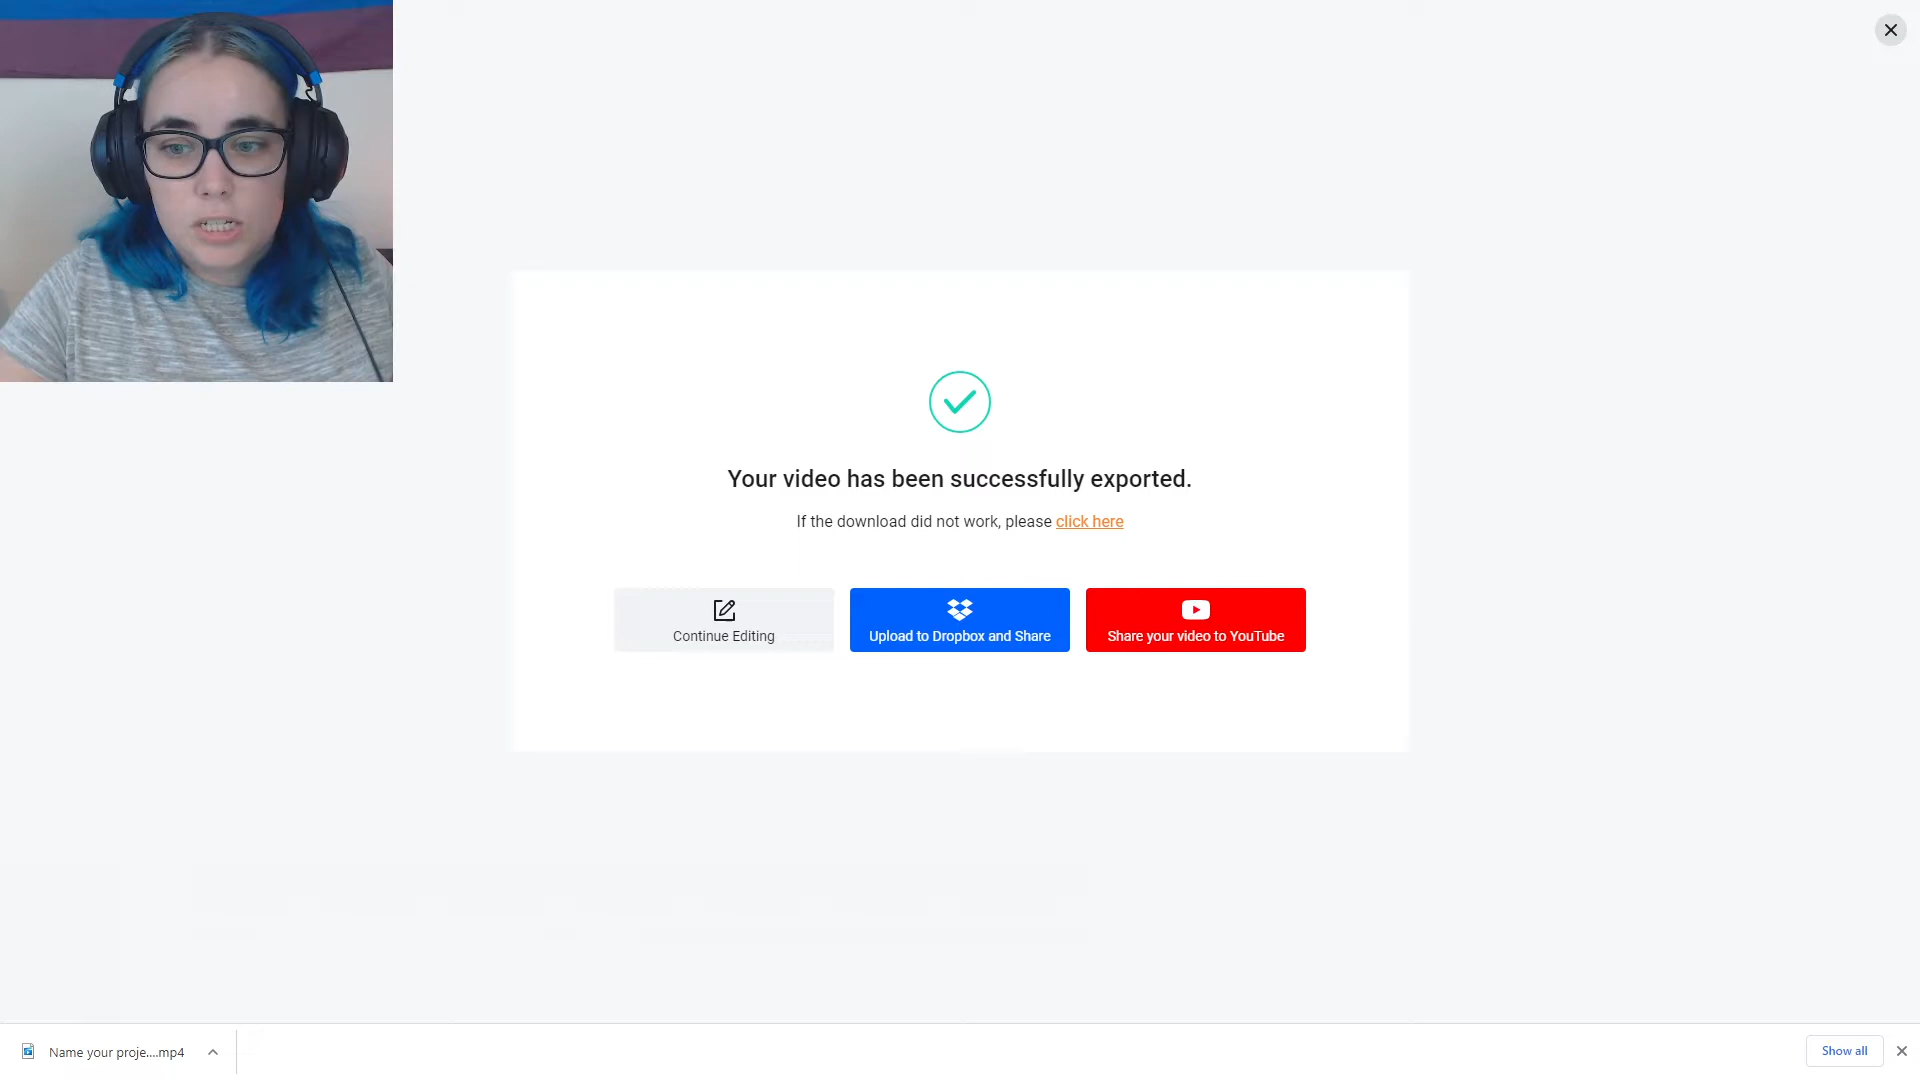 Your video has been successfully exported.
If the download did not work, please click here
Continue Editing
Upload to Dropbox and Share
Share your video to YouTube
Name your proje....mp4
Show all